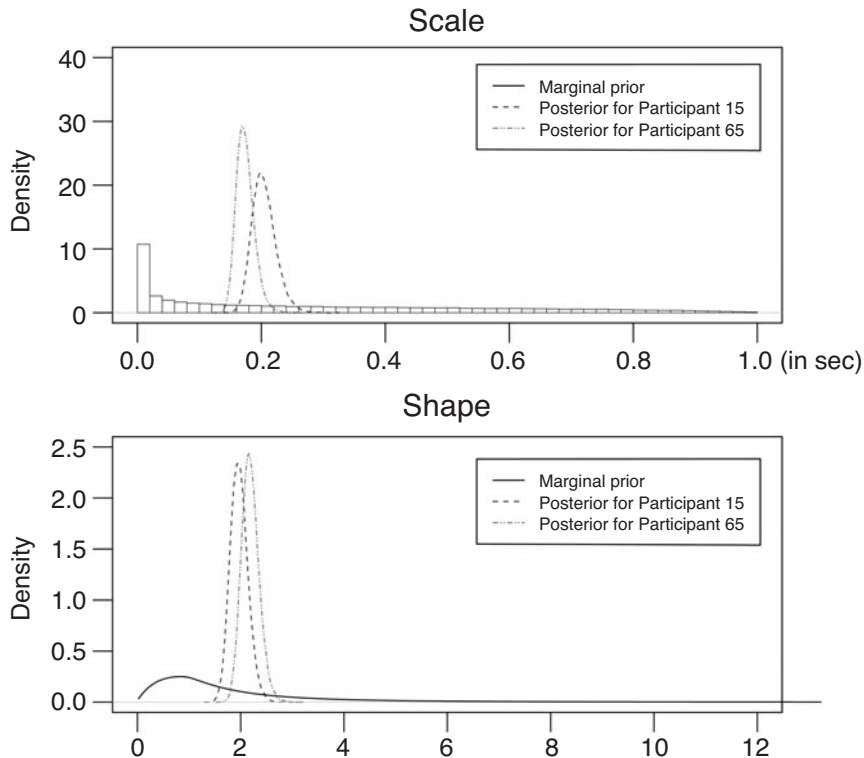 Scale
Density
40
30
20
10
0
Marginal prior
Posterior for Participant 15
Posterior for Participant 65
0.0 0.2 0.4 0.6 0.8 1.0 (in sec)
Shape
Density
2.5
2.0
1.5
1.0
0.5
0.0
Marginal prior
Posterior for Participant 15
Posterior for Participant 65
0 2 4 6 8 10 12